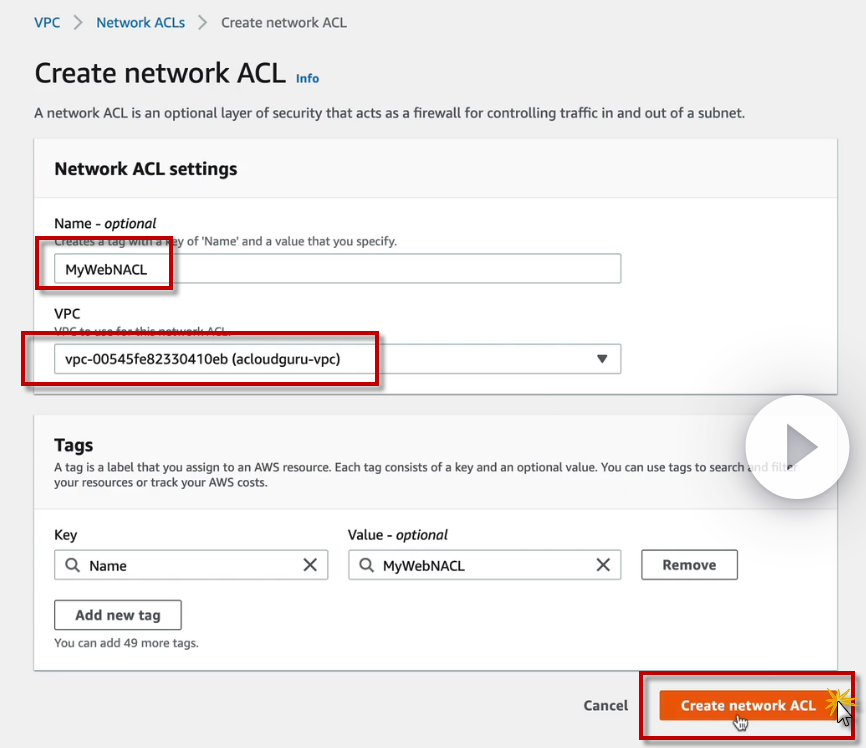 VPC > Network ACLs > Create network ACL
Create network ACL Info
A network ACL is an optional layer of security that acts as a firewall for controlling traffic in and out of a subnet.
Network ACL settings
Name - optional
Creates a tag with a key of 'Name' and a value that you specify.
MyWebNACL
VPC
VPC to use for this network ACL.
vpc-00545fe82330410eb (acloudguru-vpc)
Tags
A tag is a label that you assign to an AWS resource. Each tag consists of a key and an optional value. You can use tags to search and filter
your resources or track your AWS costs.
Key Value - optional
Name MyWebNACL Remove
Add new tag
You can add 49 more tags.
Cancel Create network ACL